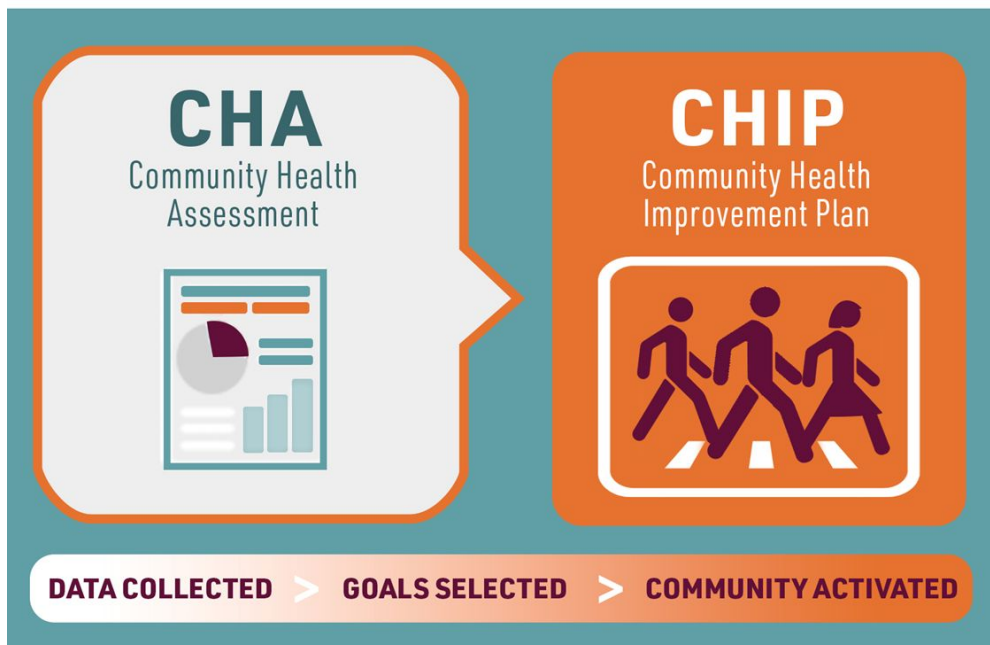 CHA
Community Health
Assessment
CHIP
Community Health
Improvement Plan
DATA COLLECTED > GOALS SELECTED > COMMUNITY ACTIVATED